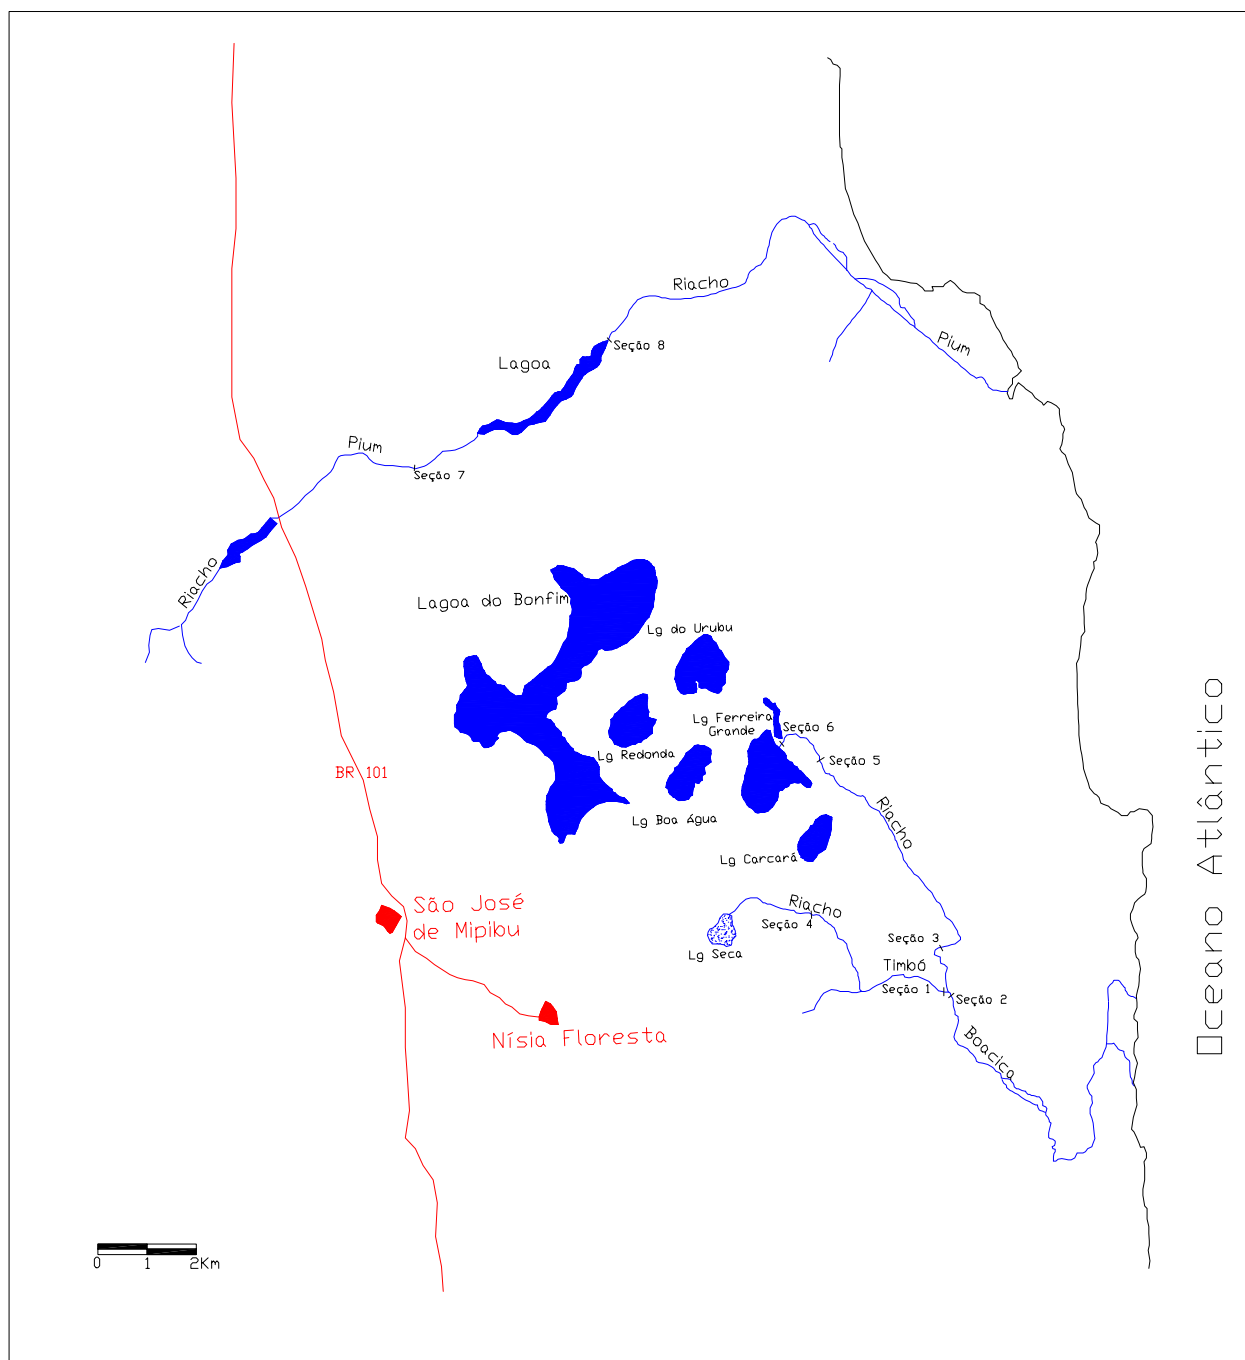 Riacho
Pium
Seção 8
Lagoa
Pium
Seção 7
Riacho
Lagoa do Bonfim
Lg do Urubu
Lg Ferreira
Grande
Seção 6
Lg Redonda
Seção 5
BR 101
Riacho
Lg Boa água
Lg Carcará
Oceano Atlântico
São José
de Mipibu
Riacho
Seção 4
Seção 3
Lg Seca
Timbó
Seção 1
Seção 2
Nísia Floresta
Boacica
0 1 2Km